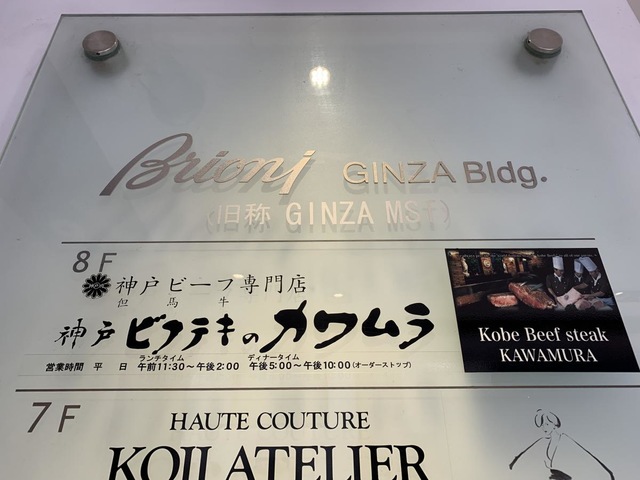 Brioni GINZA Bldg.
(旧称 GINZA MSビ)
8F
神戸ビーフ専門店
但馬牛
神戸 ビフテキのカワムラ
ランチタイム ディナータイム
営業時間 平 日 午前11:30~午後2:00 午後5:00~午後10:00(オーダーストップ)
Kobe Beef steak
KAWAMURA
7F
HAUTE COUTURE
KOJI ATELIER